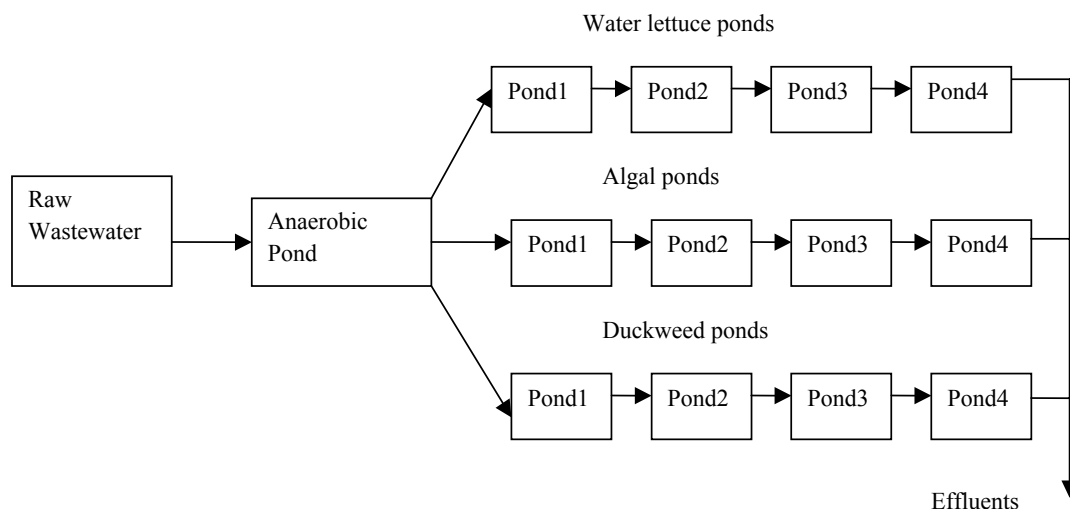 Water lettuce ponds
Pond1
Pond2
Pond3
Pond4
Raw
Wastewater
Anaerobic
Pond
Algal ponds
Pond1
Pond2
Pond3
Pond4
Duckweed ponds
Pond1
Pond2
Pond3
Pond4
Effluents